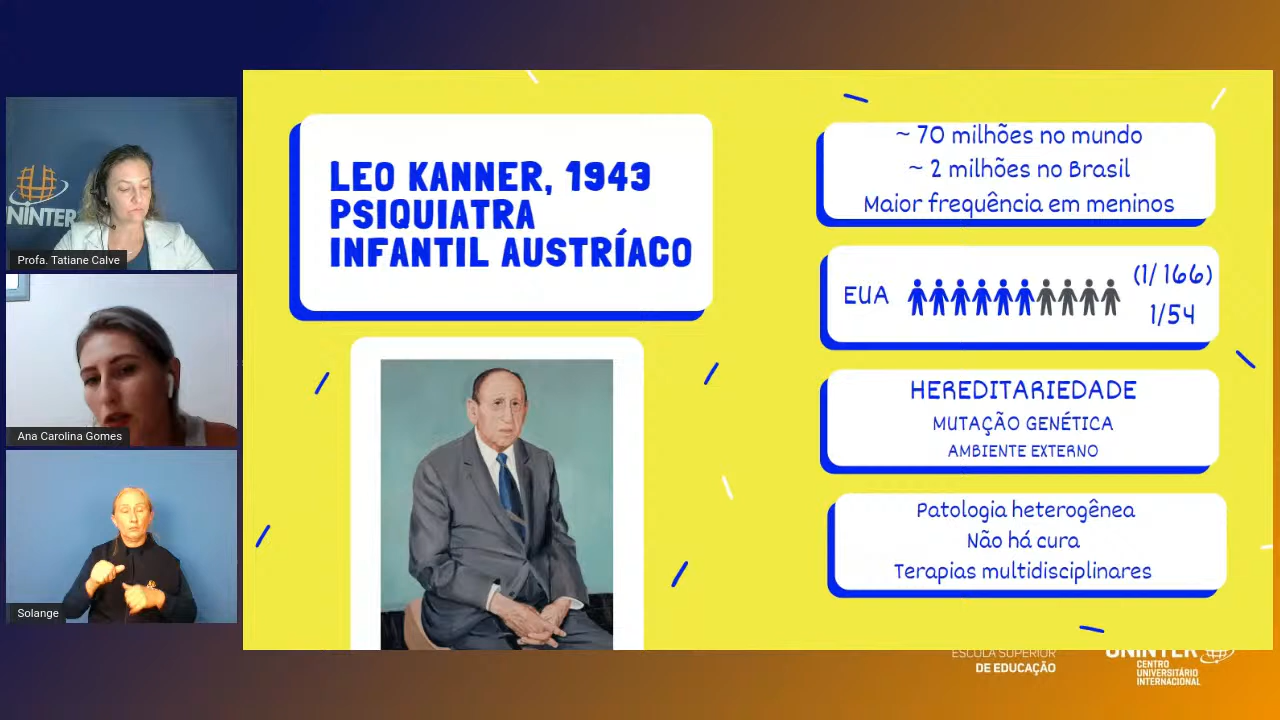 UNINTER
Profa. Tatiane Calve
Ana Carolina Gomes
Solange
LEO KANNER, 1943
PSIQUIATRA
INFANTIL AUSTRÍACO
~ 70 milhões no mundo
~ 2 milhões no Brasil
Maior frequência em meninos
EUA
(1/ 166)
1/54
HEREDITARIEDADE
MUTAÇÃO GENÉTICA
AMBIENTE EXTERNO
Patologia heterogênea
Não há cura
Terapias multidisciplinares
ESCOLA SUPERIOR
DE EDUCAÇÃO
UNINTER
CENTRO
UNIVERSITÁRIO
INTERNACIONAL